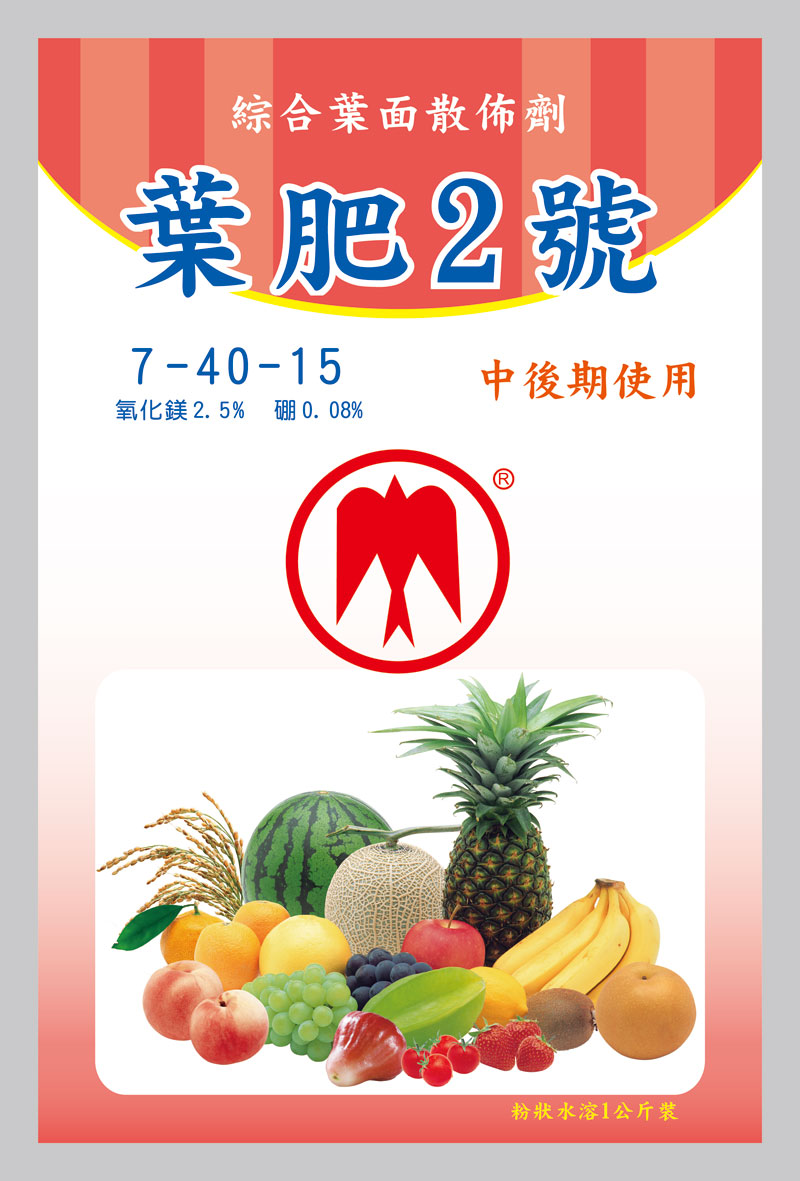 綜合葉面散佈劑
葉肥2號
7-40-15
氧化鎂2.5% 硼0.08%
中後期使用
®
粉狀水溶1公斤裝